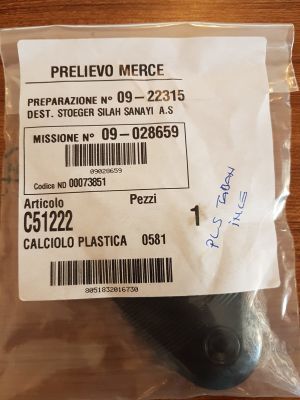 PRELIEVO MERCE
PREPARAZIONE N° 09-22315
DEST. STOEGER SILAH SANAYI A.S
MISSIONE N° 09-028659
09028659
Codice ND 00073851
Articolo Pezzi
C51222 1
CALCIOLO PLASTICA 0581
8051832016730
PLS TABAN
INCE